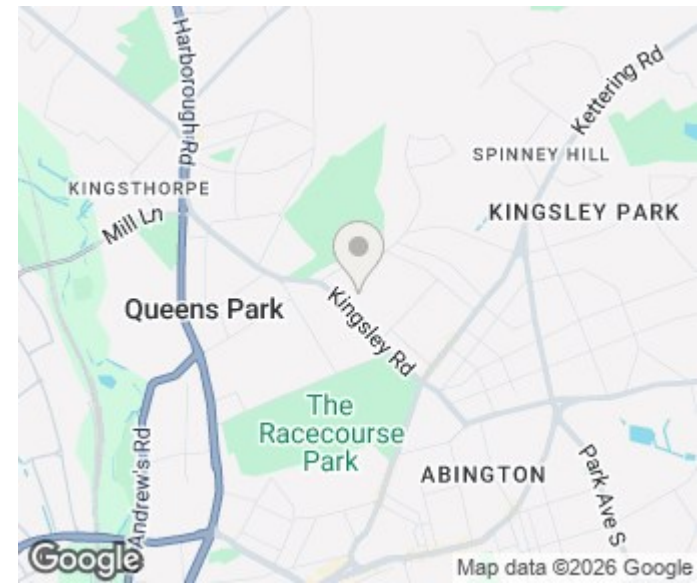 Harborough Rd
Kettering Rd
SPINNEY HILL
KINGSTHORPE
Mill Ln
KINGSLEY PARK
Queens Park
Kingsley Rd
The
Racecourse
Park
ABINGTON
Andrew's Rd
Park Ave S
Google
Map data ©2026 Google